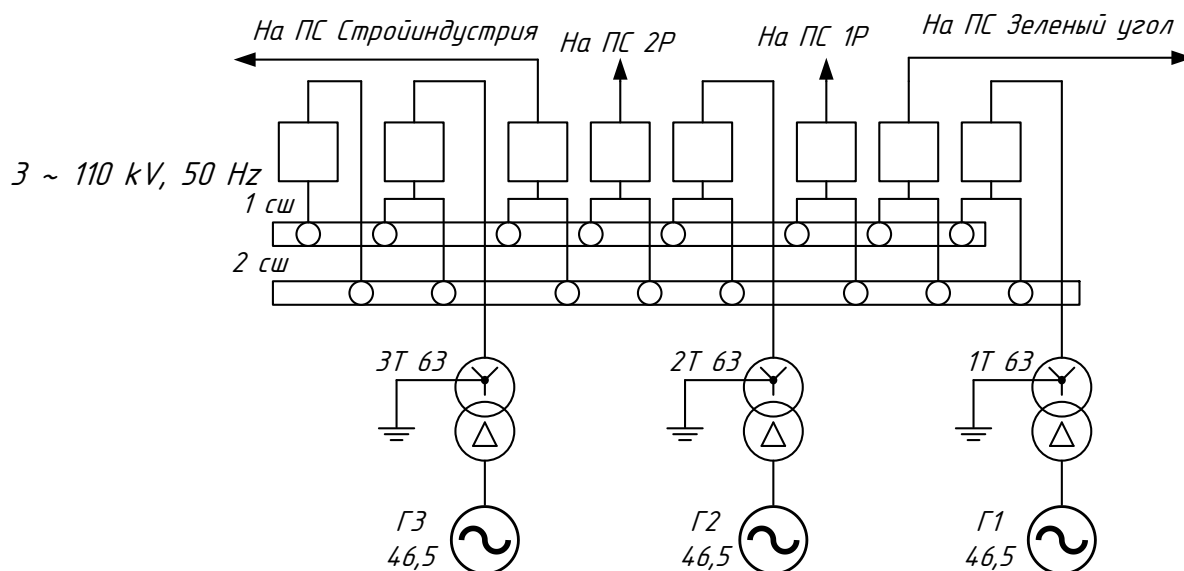 На ПС Стройиндустрия
На ПС 2Р
На ПС 1Р
На ПС Зеленый угол
3 ~ 110 kV, 50 Hz
1 сш
2 сш
3Т 63
2Т 63
1Т 63
Г3
46,5
Г2
46,5
Г1
46,5